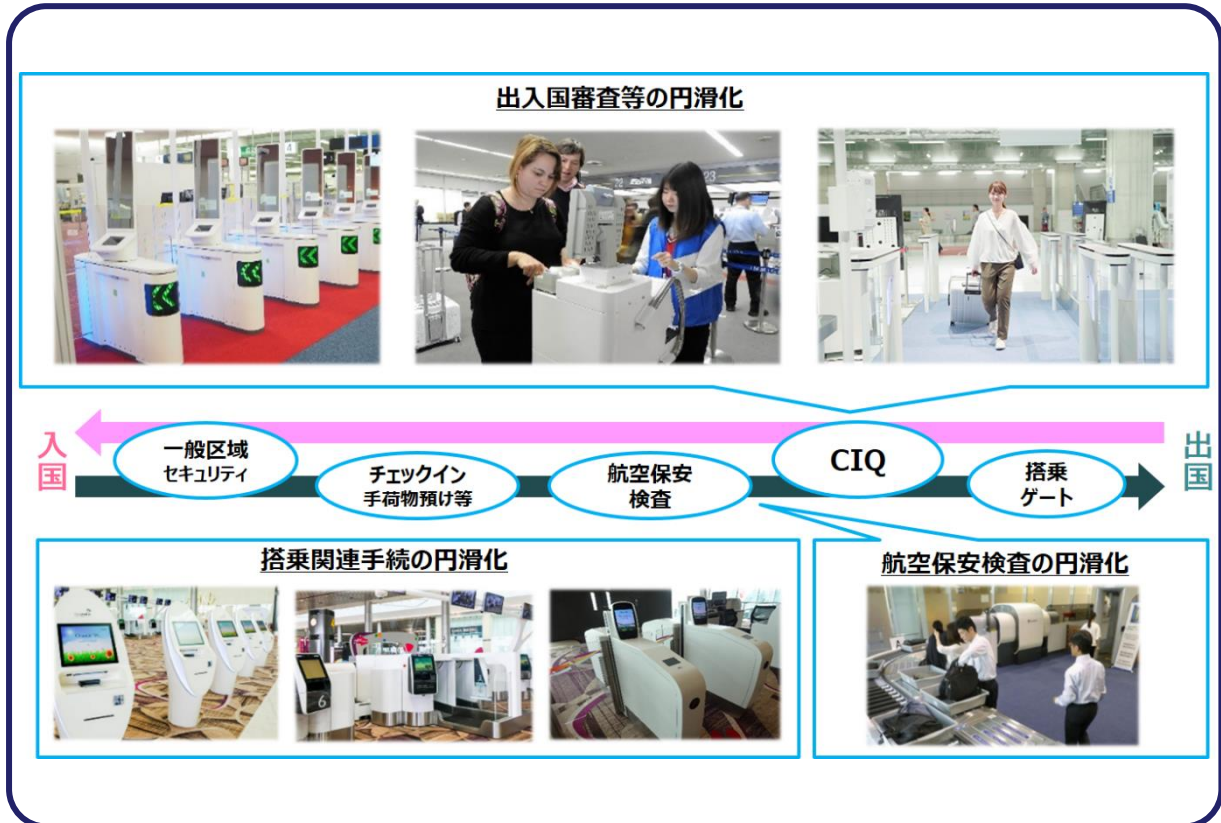 出入国審査等の円滑化
入国
一般区域
セキュリティ
チェックイン
手荷物預け等
航空保安
検査
CIQ
搭乗
ゲート
出国
搭乗関連手続の円滑化
航空保安検査の円滑化
6